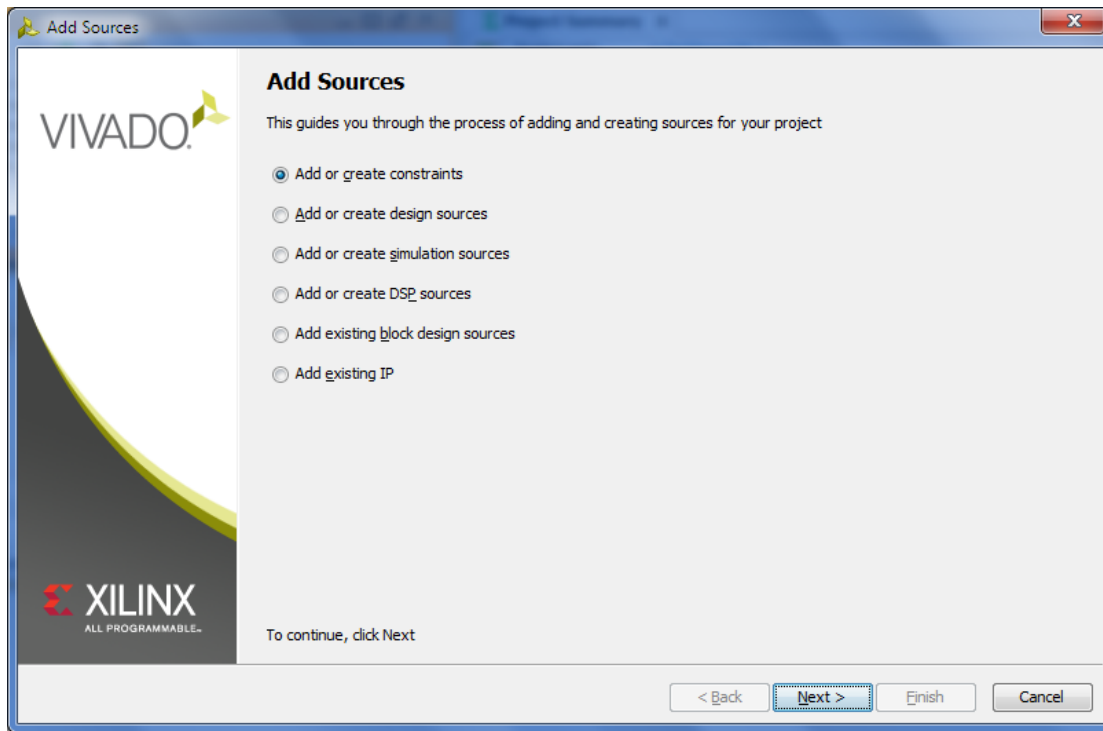 Add Sources
VIVADO.
Add Sources
This guides you through the process of adding and creating sources for your project
Add or create constraints
Add or create design sources
Add or create simulation sources
Add or create DSP sources
Add existing block design sources
Add existing IP
XILINX
ALL PROGRAMMABLE™
To continue, click Next
< Back Next > Finish Cancel